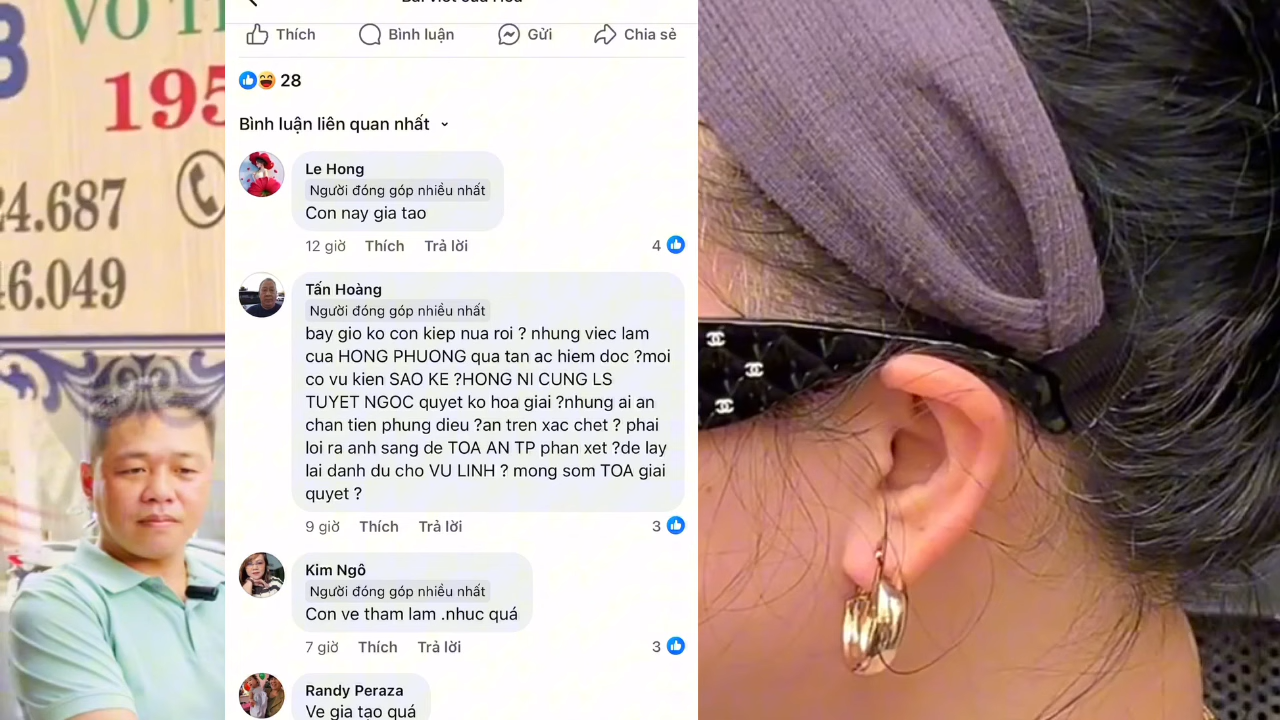 VÕ T
8
195
24.687
46.049
Thích
Bình luận
Gửi
Chia sẻ
28
Bình luận liên quan nhất
Le Hong
Người đóng góp nhiều nhất
Con nay gia tao
12 giờ Thích Trả lời 4
Tấn Hoàng
Người đóng góp nhiều nhất
bay gio ko con kiep nua roi ? nhung viec lam
cua HONG PHUONG qua tan ac hiem doc ?moi
co vu kien SAO KE ?HONG NI CUNG LS
TUYET NGOC quyet ko hoa giai ?nhung ai an
chan tien phung dieu ?an tren xac chet ? phai
loi ra anh sang de TOA AN TP phan xet ?de lay
lai danh du cho VU LINH ? mong som TOA giai
quyet ?
9 giờ Thích Trả lời 3
Kim Ngô
Người đóng góp nhiều nhất
Con ve tham lam .nhuc quá
7 giờ Thích Trả lời 3
Randy Peraza
Ve gia tạo quá